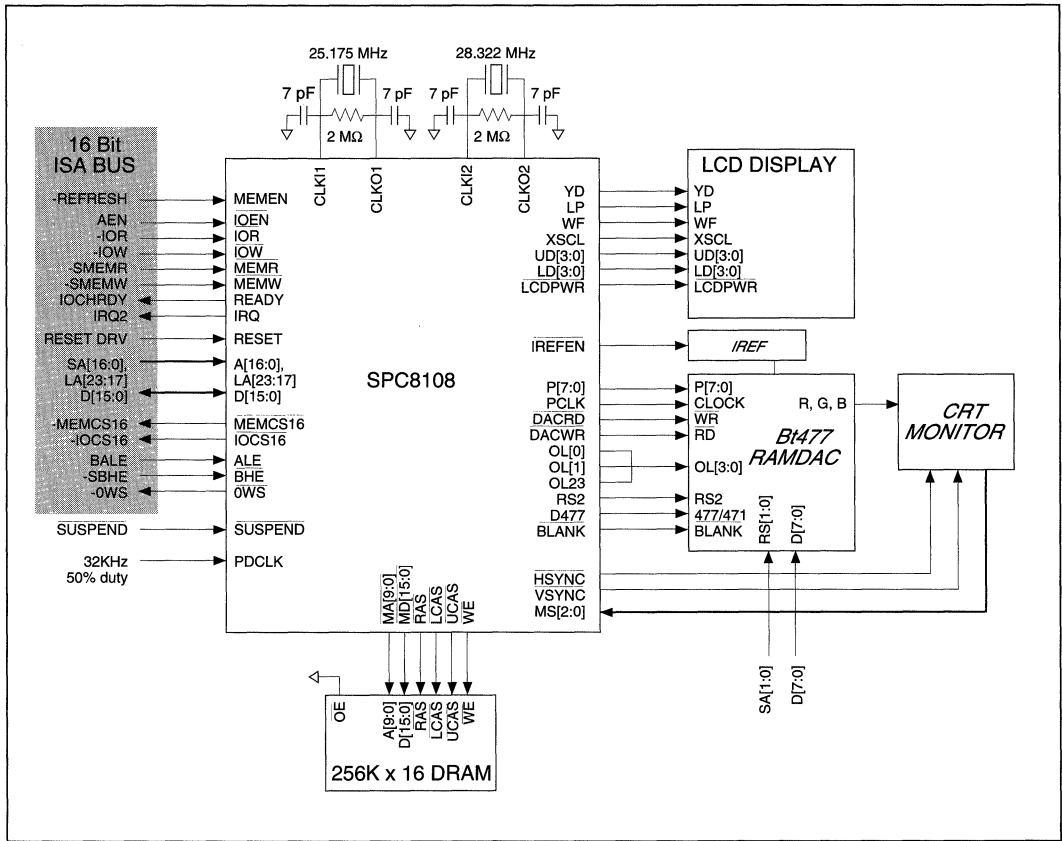 25.175 MHz 28.322 MHz
7 pF 7 pF 7 pF 7 pF
2 MΩ 2 MΩ
16 Bit
ISA BUS
-REFRESH
AEN
-IOR
-IOW
-SMEMR
-SMEMW
IOCHRDY
IRQ2
RESET DRV
SA[16:0],
LA[23:17]
D[15:0]
-MEMCS16
-IOCS16
BALE
-SBHE
-0WS
SUSPEND
32KHz
50% duty
CLKI1 CLKO1 CLKI2 CLKO2
MEMEN
IOEN
IOR
IOW
MEMR
MEMW
READY
IRQ
RESET
A[16:0],
LA[23:17]
D[15:0]
MEMCS16
IOCS16
ALE
BHE
0WS
SUSPEND
PDCLK
SPC8108
YD
LP
WF
XSCL
UD[3:0]
LD[3:0]
LCDPWR
IREFEN
P[7:0]
PCLK
DACRD
DACWR
OL[0]
OL[1]
OL23
RS2
D477
BLANK
HSYNC
VSYNC
MS[2:0]
MA[9:0] MD[15:0] RAS LCAS UCAS WE
LCD DISPLAY
YD
LP
WF
XSCL
UD[3:0]
LD[3:0]
LCDPWR
IREF
P[7:0]
CLOCK
WR
RD
OL[3:0]
RS2
477/471
BLANK
R, G, B
Bt477
RAMDAC
RS[1:0] D[7:0]
CRT
MONITOR
SA[1:0] D[7:0]
OE A[9:0] D[15:0] RAS LCAS UCAS WE
256K x 16 DRAM